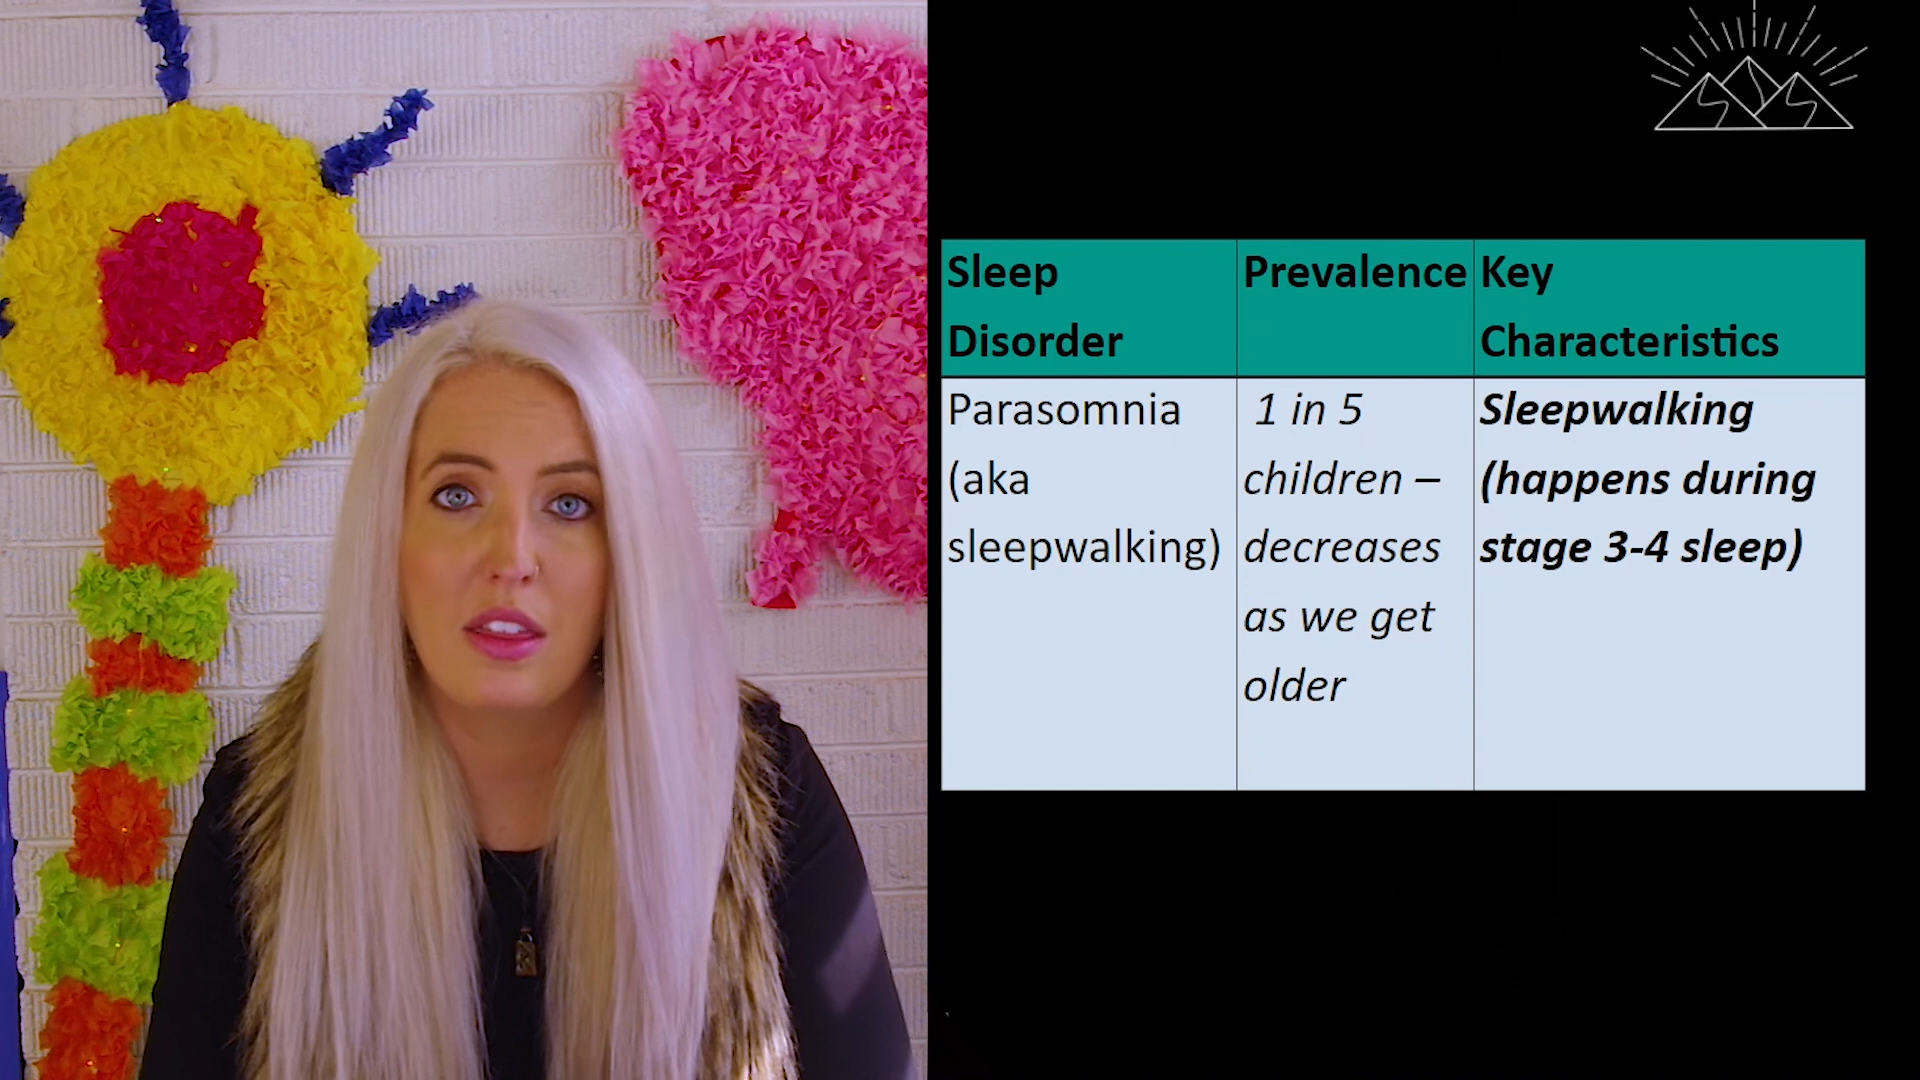 Sleep
Disorder
Prevalence
Key
Characteristics
Parasomnia
(aka
sleepwalking)
1 in 5
children –
decreases
as we get
older
Sleepwalking
(happens during
stage 3-4 sleep)